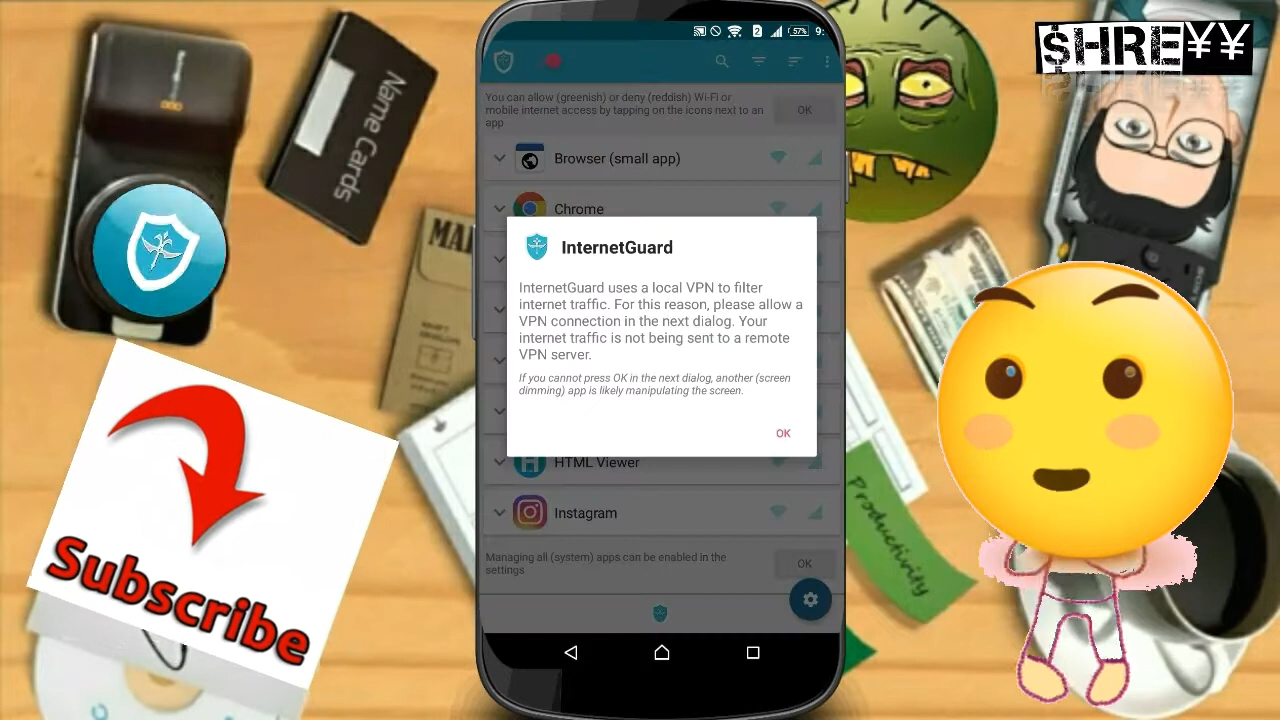 $HRE¥¥
Name Cards
57%
9:
You can allow (greenish) or deny (reddish) Wi-Fi or
mobile internet access by tapping on the icons next to an
app
OK
Browser (small app)
Chrome
InternetGuard
InternetGuard uses a local VPN to filter
internet traffic. For this reason, please allow a
VPN connection in the next dialog. Your
internet traffic is not being sent to a remote
VPN server.
If you cannot press OK in the next dialog, another (screen
dimming) app is likely manipulating the screen.
OK
HTML Viewer
Instagram
Managing all (system) apps can be enabled in the
settings
OK
Productivity
Subscribe